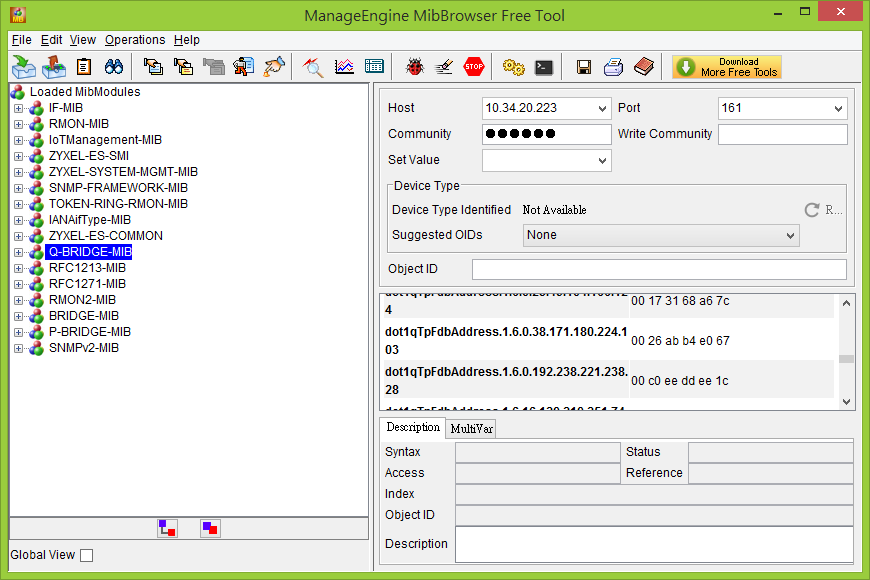 ManageEngine MibBrowser Free Tool
File Edit View Operations Help
STOP
Download
More Free Tools
Loaded MibModules
IF-MIB
RMON-MIB
IoTManagement-MIB
ZYXEL-ES-SMI
ZYXEL-SYSTEM-MGMT-MIB
SNMP-FRAMEWORK-MIB
TOKEN-RING-RMON-MIB
IANAifType-MIB
ZYXEL-ES-COMMON
Q-BRIDGE-MIB
RFC1213-MIB
RFC1271-MIB
RMON2-MIB
BRIDGE-MIB
P-BRIDGE-MIB
SNMPv2-MIB
Global View
Host 10.34.20.223 Port 161
Community ●●●●●● Write Community
Set Value
Device Type
Device Type Identified Not Available R...
Suggested OIDs None
Object ID
4 00 17 31 68 a6 7c
dot1qTpFdbAddress.1.6.0.38.171.180.224.1
03 00 26 ab b4 e0 67
dot1qTpFdbAddress.1.6.0.192.238.221.238.
28 00 c0 ee dd ee 1c
Description MultiVar
Syntax Status
Access Reference
Index
Object ID
Description